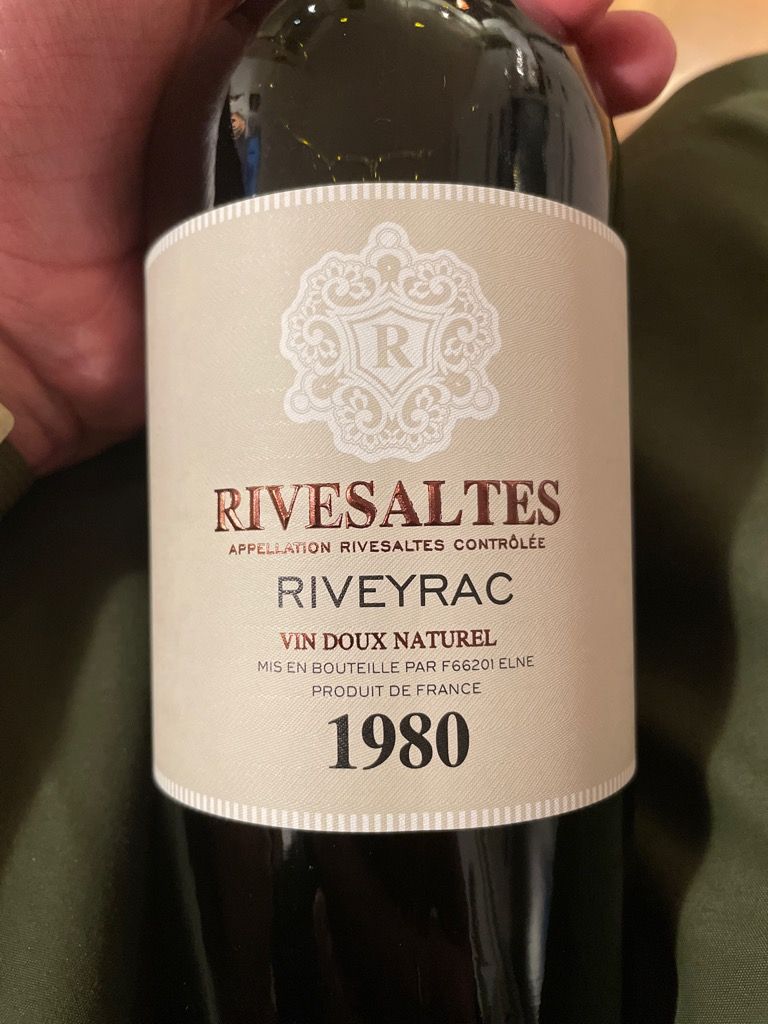 R
RIVESALTES
APPELLATION RIVESALTES CONTRÔLÉE
RIVEYRAC
VIN DOUX NATUREL
MIS EN BOUTEILLE PAR F66201 ELNE
PRODUIT DE FRANCE
1980